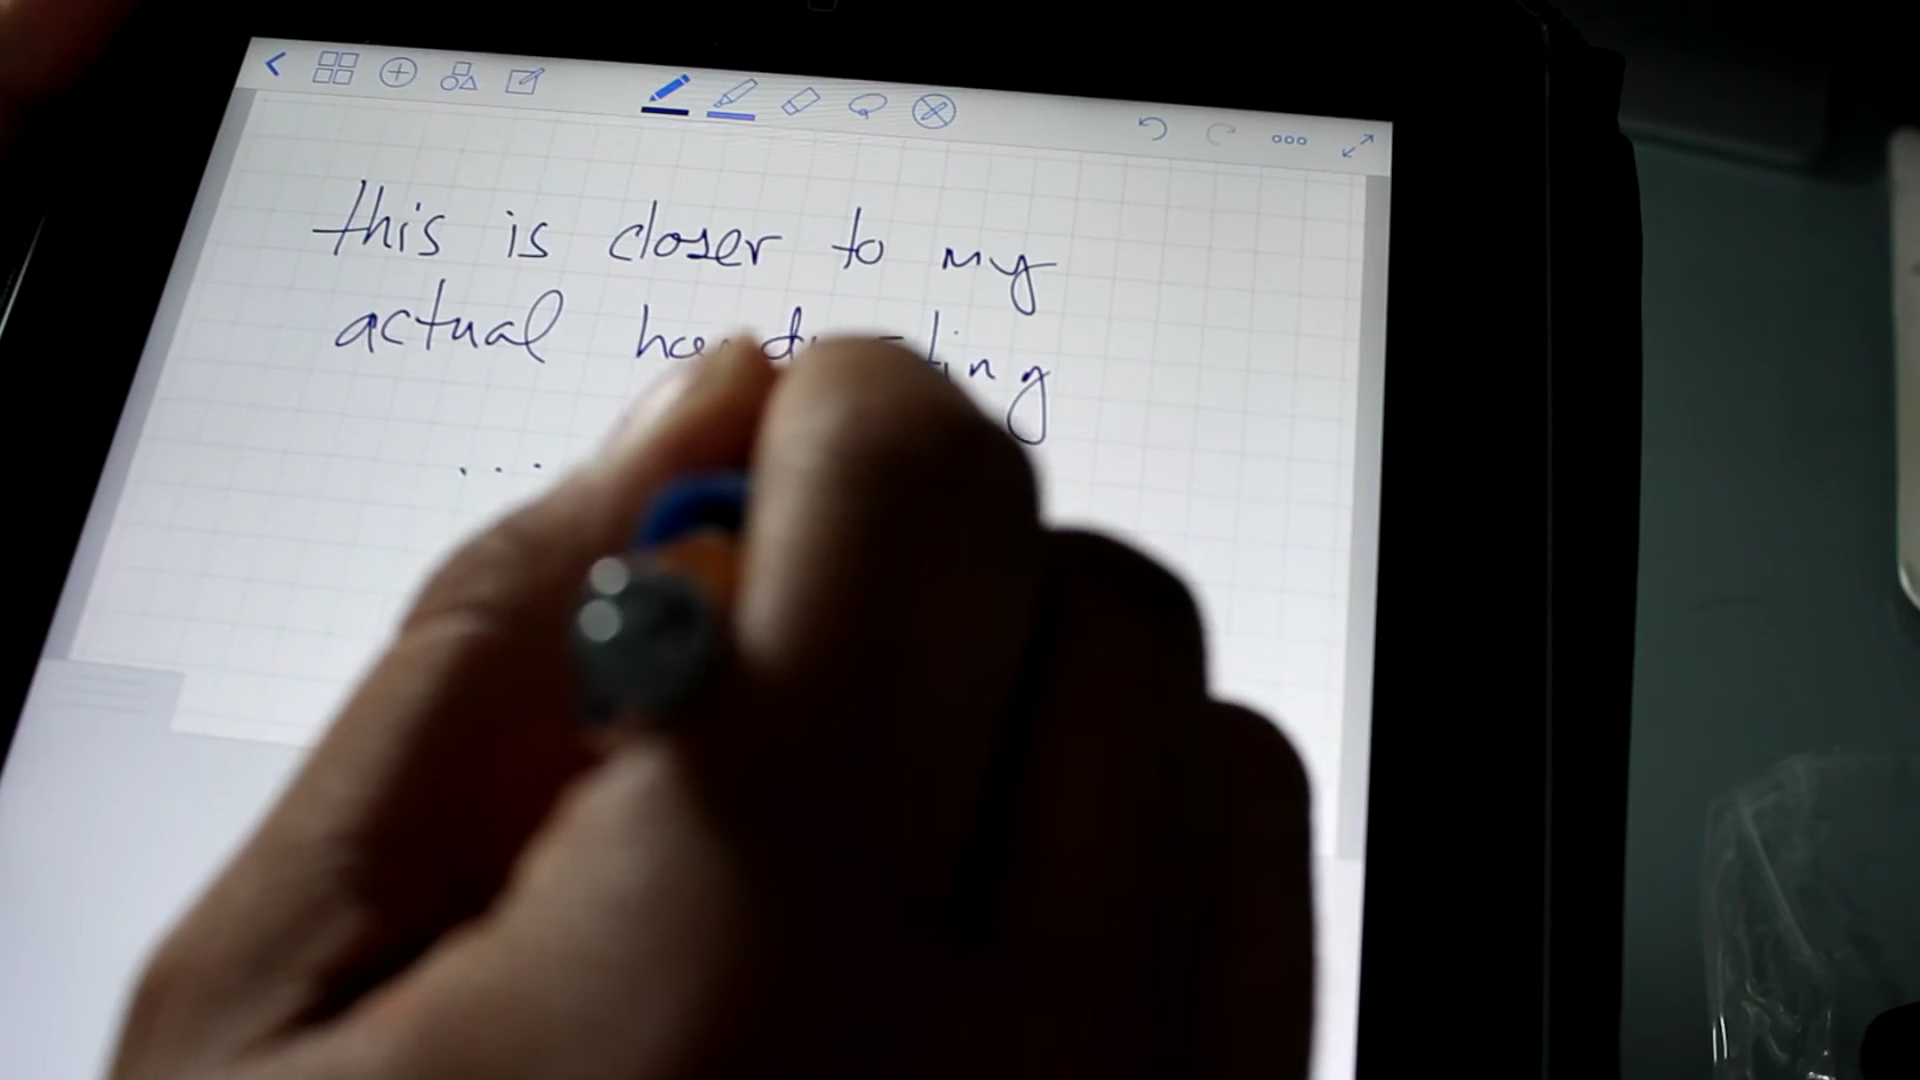 this is closer to my
actual
...